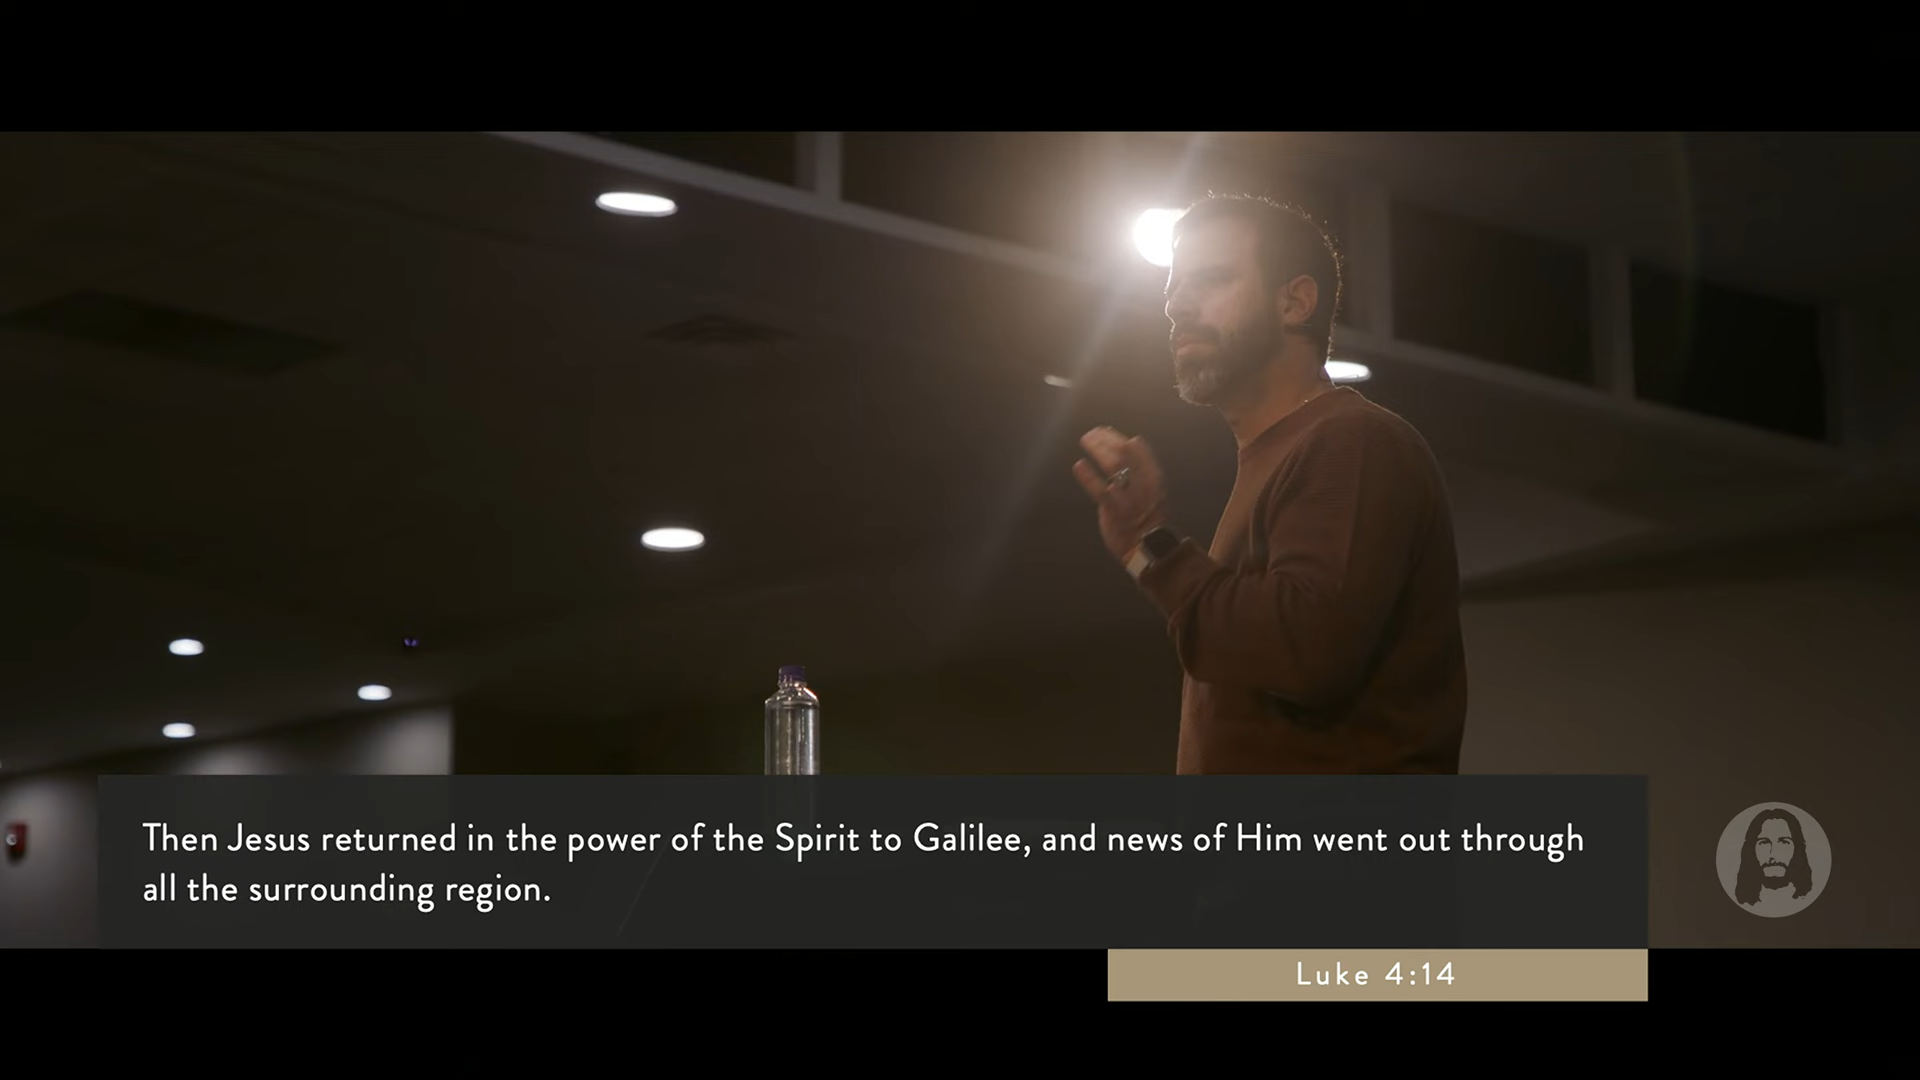 Then Jesus returned in the power of the Spirit to Galilee, and news of Him went out through
all the surrounding region.
Luke 4:14